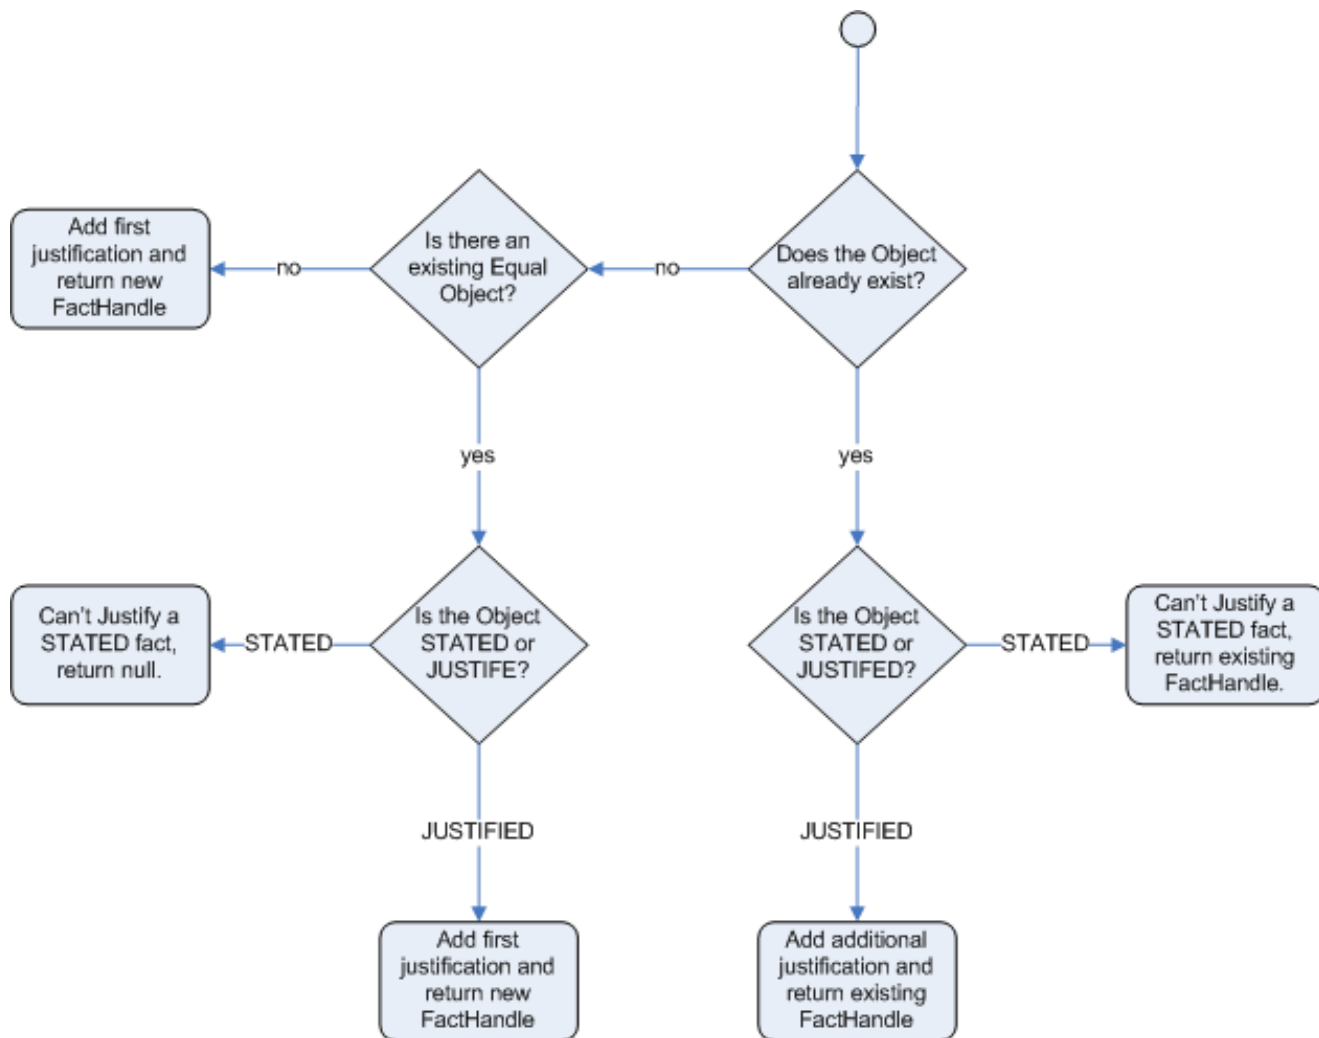 Add first
justification and
return new
FactHandle
no
Is there an
existing Equal
Object?
no
Does the Object
already exist?
yes
yes
Can't Justify a
STATED fact,
return null.
STATED
Is the Object
STATED or
JUSTIFE?
Is the Object
STATED or
JUSTIFED?
STATED
Can't Justify a
STATED fact,
return existing
FactHandle.
JUSTIFIED
JUSTIFIED
Add first
justification and
return new
FactHandle
Add additional
justification and
return existing
FactHandle